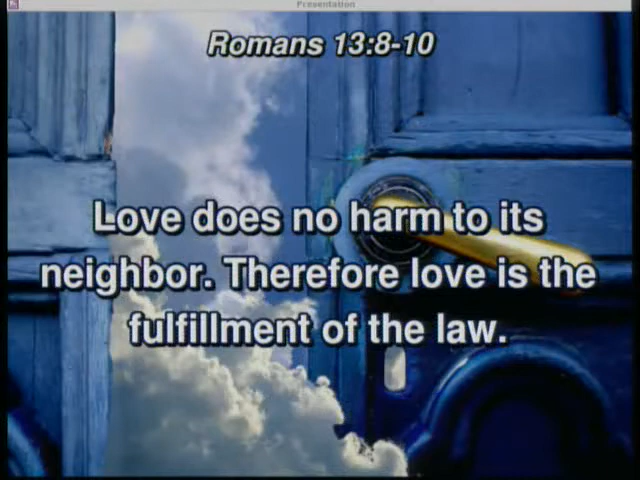 Presentation
Romans 13:8-10
Love does no harm to its
neighbor. Therefore love is the
fulfillment of the law.